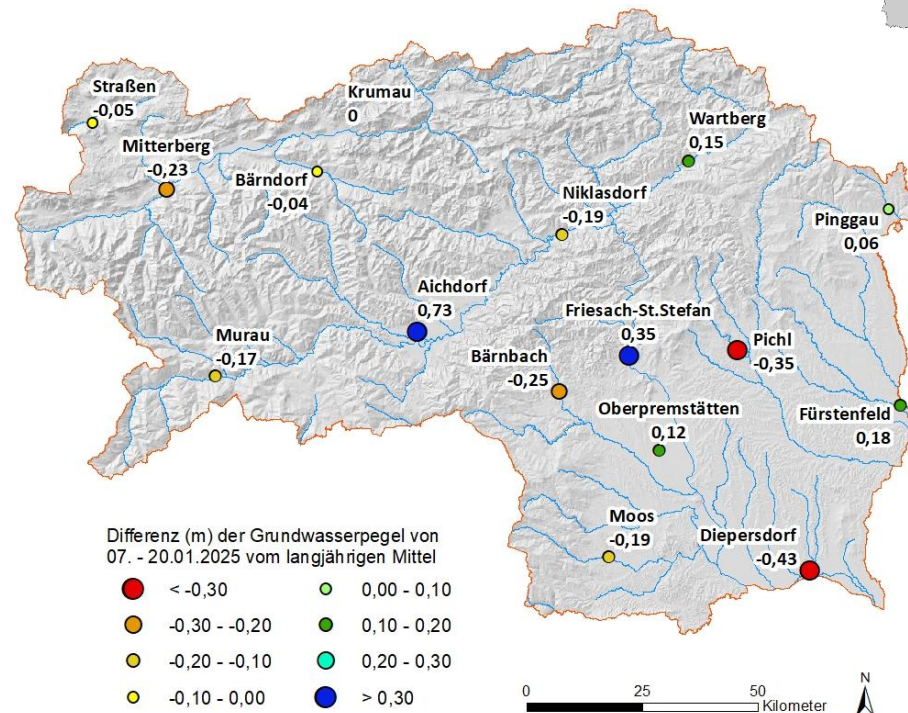 Straßen
-0,05
Krumau
0
Mitterberg
-0,23
Wartberg
0,15
Bärndorf
-0,04
Niklasdorf
-0,19
Pinggau
0,06
Aichdorf
0,73
Friesach-St.Stefan
0,35
Murau
-0,17
Pichl
-0,35
Bärnbach
-0,25
Oberpremstätten
0,12
Fürstenfeld
0,18
Moos
-0,19
Diepersdorf
-0,43
Differenz (m) der Grundwasserpegel von
07. - 20.01.2025 vom langjährigen Mittel
< -0,30
-0,30 - -0,20
-0,20 - -0,10
-0,10 - 0,00
0,00 - 0,10
0,10 - 0,20
0,20 - 0,30
> 0,30
0 25 50
Kilometer
N